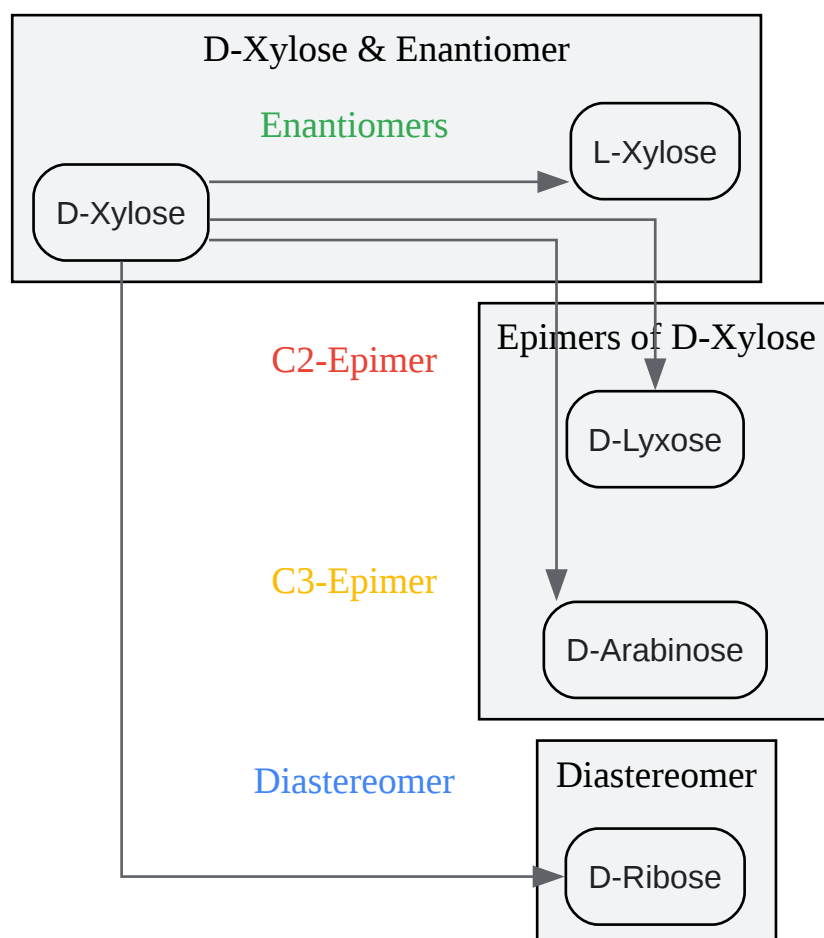 D-Xylose & Enantiomer
Enantiomers
L-Xylose
D-Xylose
Epimers of D-Xylose
C2-Epimer
D-Lyxose
C3-Epimer
D-Arabinose
Diastereomer
Diastereomer
D-Ribose